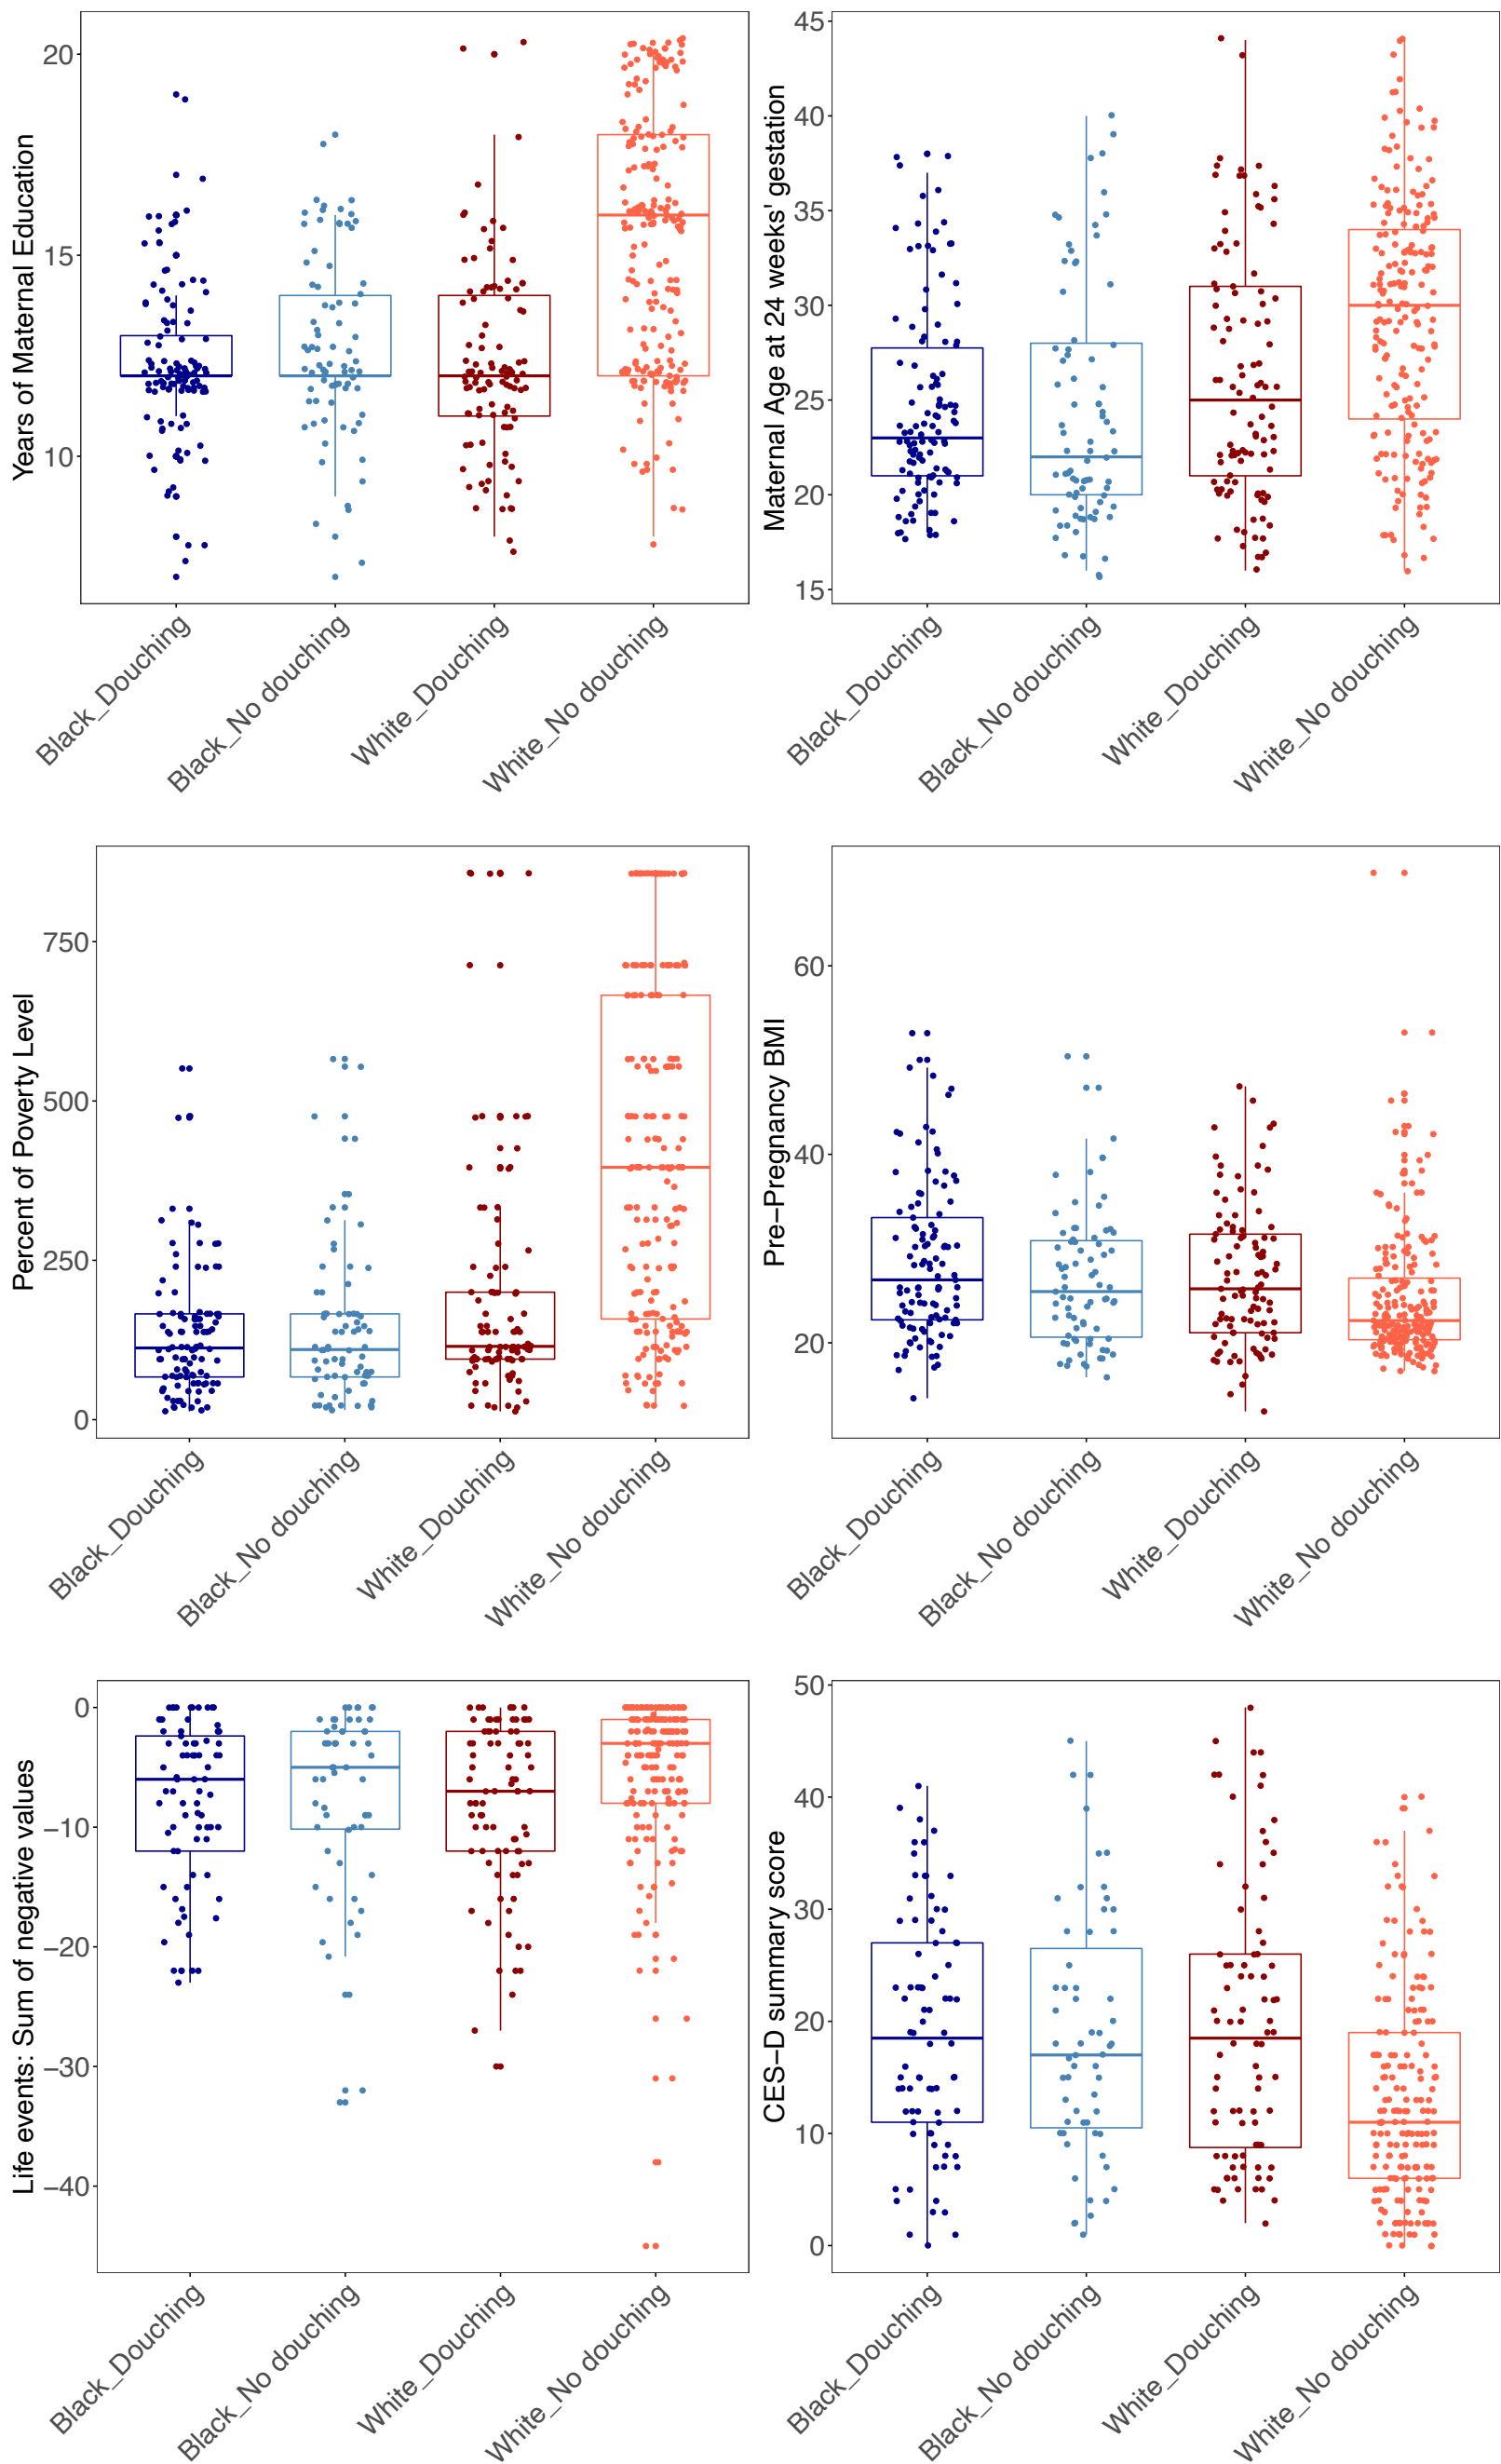 Years of Maternal Education
20
15
10
Black_Douching
Black_No douching
White_Douching
White_No douching
Maternal Age at 24 weeks' gestation
45
40
35
30
25
20
15
Black_Douching
Black_No douching
White_Douching
White_No douching
Percent of Poverty Level
750
500
250
0
Black_Douching
Black_No douching
White_Douching
White_No douching
Pre−Pregnancy BMI
60
40
20
Black_Douching
Black_No douching
White_Douching
White_No douching
Life events: Sum of negative values
0
−10
−20
−30
−40
Black_Douching
Black_No douching
White_Douching
White_No douching
CES−D summary score
50
40
30
20
10
0
Black_Douching
Black_No douching
White_Douching
White_No douching